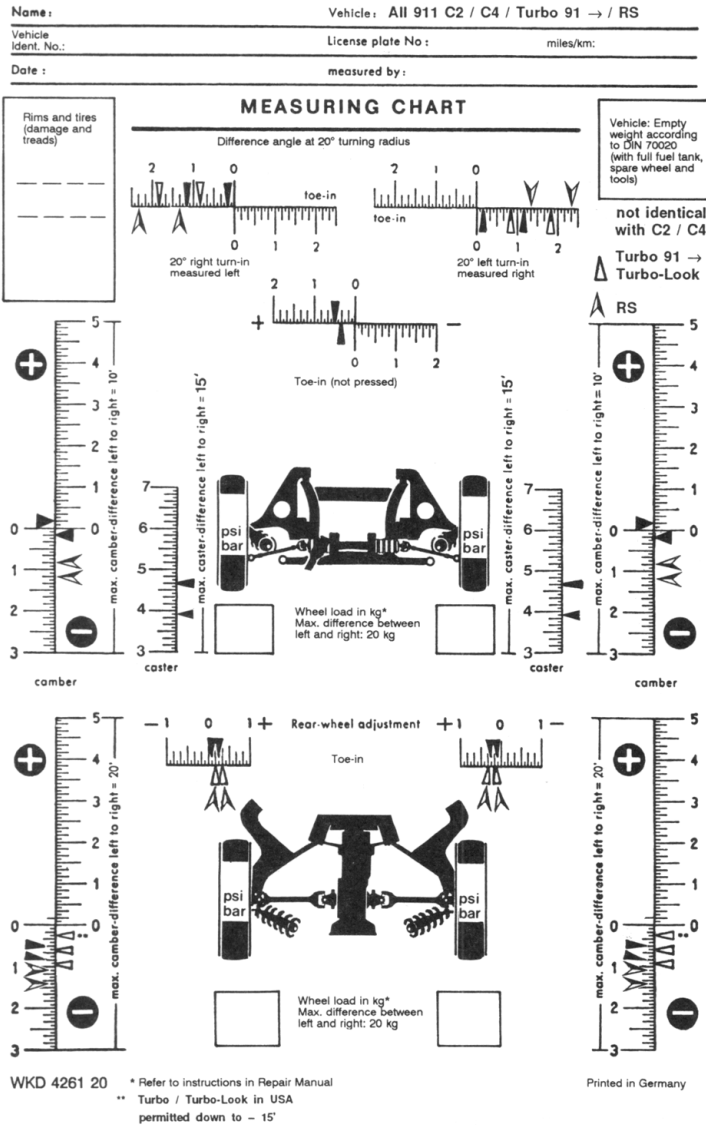 Name: Vehicle: All 911 C2 / C4 / Turbo 91 → / RS
Vehicle
Ident. No.: License plate No : miles/km:
Date : measured by :
MEASURING CHART
Rims and tires
(damage and
treads)
Difference angle at 20° turning radius
Vehicle: Empty
weight according
to DIN 70020
(with full fuel tank,
spare wheel and
tools)
2 1 0
toe-in
0 1 2
20° right turn-in
measured left
2 1 0
toe-in
0 1 2
20° left turn-in
measured right
not identical
with C2 / C4
Turbo 91 →
Turbo-Look
RS
2 1 0
+ −
0 1 2
Toe-in (not pressed)
+
5
4
3
2
1
0 0
1
2
3
−
camber
max. camber-difference left to right = 10'
7
6
5
4
3
caster
max. caster-difference left to right = 15'
psi
bar
psi
bar
Wheel load in kg*
Max. difference between
left and right: 20 kg
max. caster-difference left to right = 15'
7
6
5
4
3
caster
max. camber-difference left to right = 10'
+
5
4
3
2
1
0 0
1
2
3
−
camber
− 1 0 1 + Rear-wheel adjustment + 1 0 1 −
Toe-in
+
5
4
3
2
1
0 0
**
1
2
3
−
max. camber-difference left to right = 20'
psi
bar
psi
bar
Wheel load in kg*
Max. difference between
left and right: 20 kg
max. camber-difference left to right = 20'
+
5
4
3
2
1
0 0
**
1
2
3
−
WKD 4261 20 * Refer to instructions in Repair Manual Printed in Germany
** Turbo / Turbo-Look in USA
permitted down to – 15'